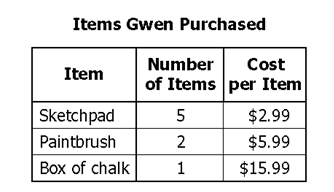 Items Gwen Purchased
Item Number of Items Cost per Item
Sketchpad 5 $2.99
Paintbrush 2 $5.99
Box of chalk 1 $15.99